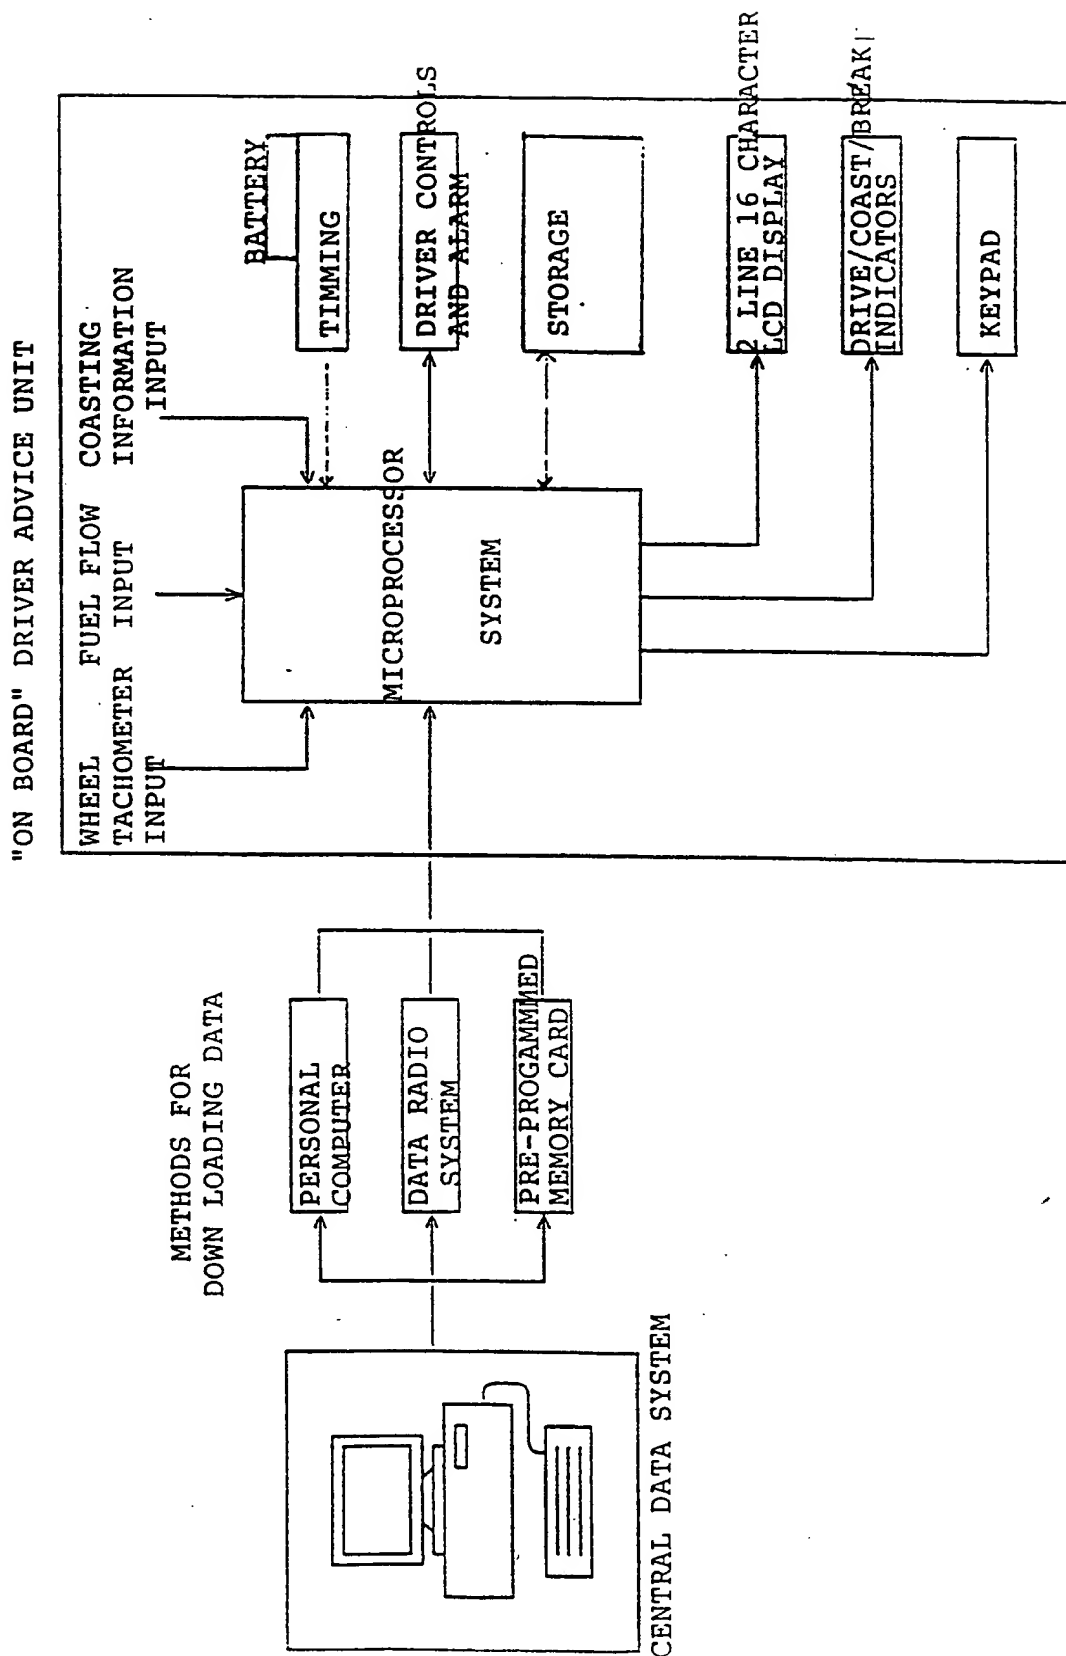 "ON BOARD" DRIVER ADVICE UNIT
WHEEL
TACHOMETER
INPUT
FUEL FLOW
INPUT
COASTING
INFORMATION
INPUT
BATTERY
TIMMING
DRIVER CONTROLS
AND ALARM
STORAGE
2 LINE 16 CHARACTER
LCD DISPLAY
DRIVE/COAST/BREAK
INDICATORS
KEYPAD
MICROPROCESSOR
SYSTEM
METHODS FOR
DOWN LOADING DATA
PERSONAL
COMPUTER
DATA RADIO
SYSTEM
PRE-PROGAMMMED
MEMORY CARD
CENTRAL DATA SYSTEM